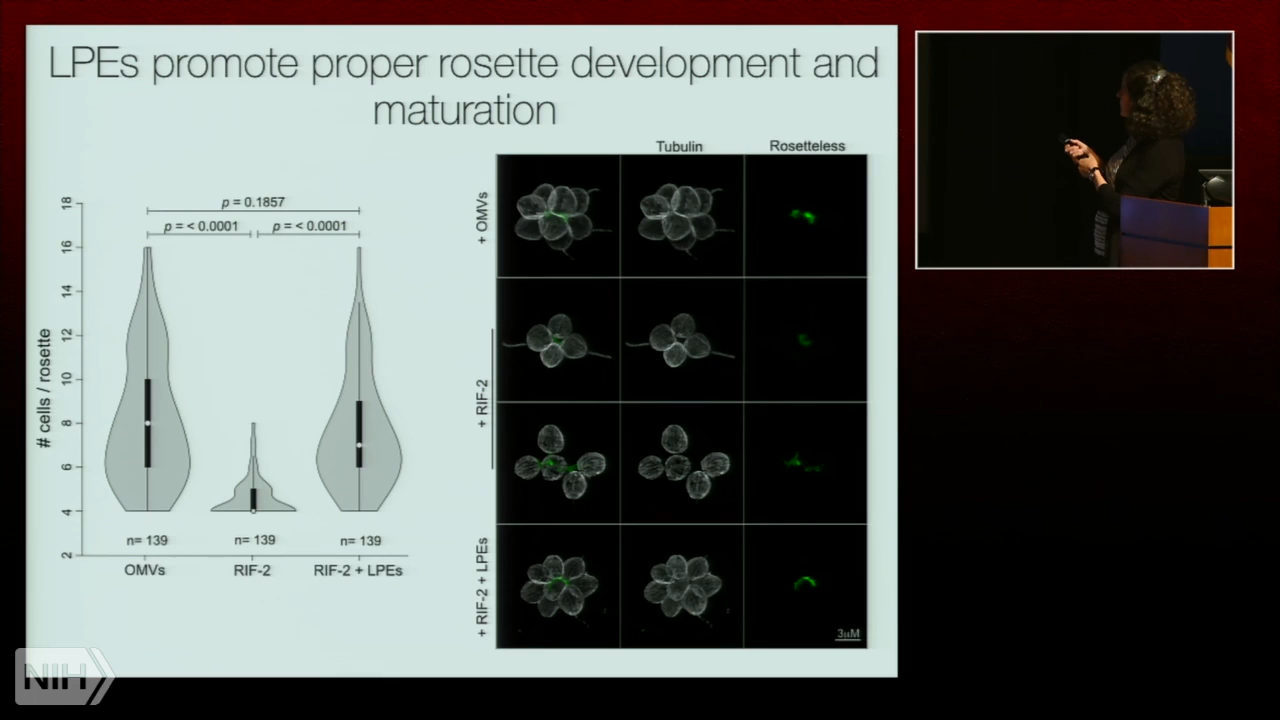 LPEs promote proper rosette development and
maturation
Tubulin
Rosetteless
18
16
14
12
10
8
6
4
2
# cells / rosette
p = 0.1857
p = < 0.0001
p = < 0.0001
n= 139
n= 139
n= 139
OMVs
RIF-2
RIF-2 + LPEs
+ OMVs
+ RIF-2
+ RIF-2 + LPEs
3uM
NIH